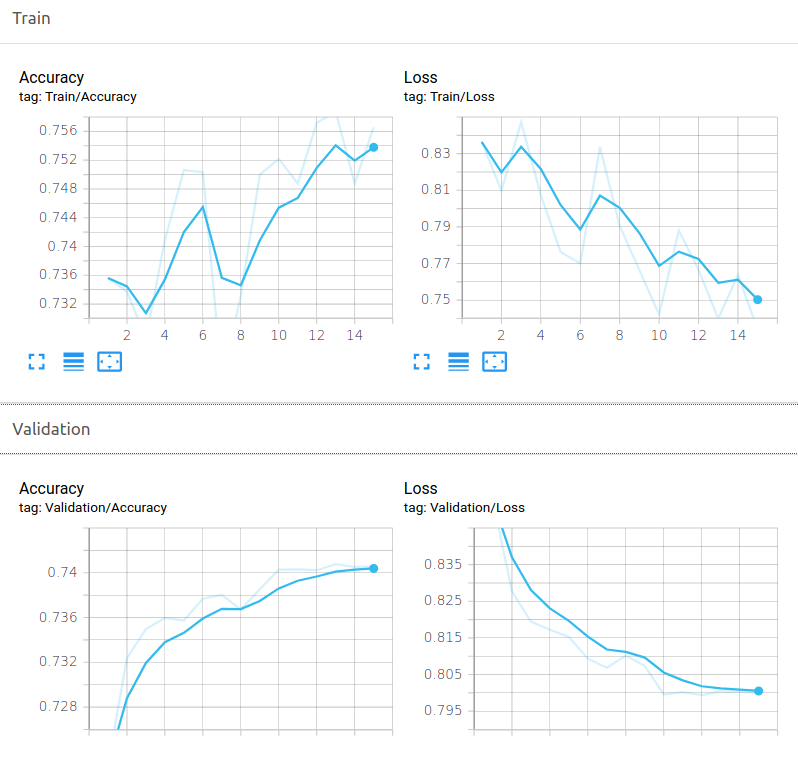 Train
Accuracy
tag: Train/Accuracy
0.756
0.752
0.748
0.744
0.74
0.736
0.732
2 4 6 8 10 12 14
Loss
tag: Train/Loss
0.83
0.81
0.79
0.77
0.75
2 4 6 8 10 12 14
Validation
Accuracy
tag: Validation/Accuracy
0.74
0.736
0.732
0.728
Loss
tag: Validation/Loss
0.835
0.825
0.815
0.805
0.795